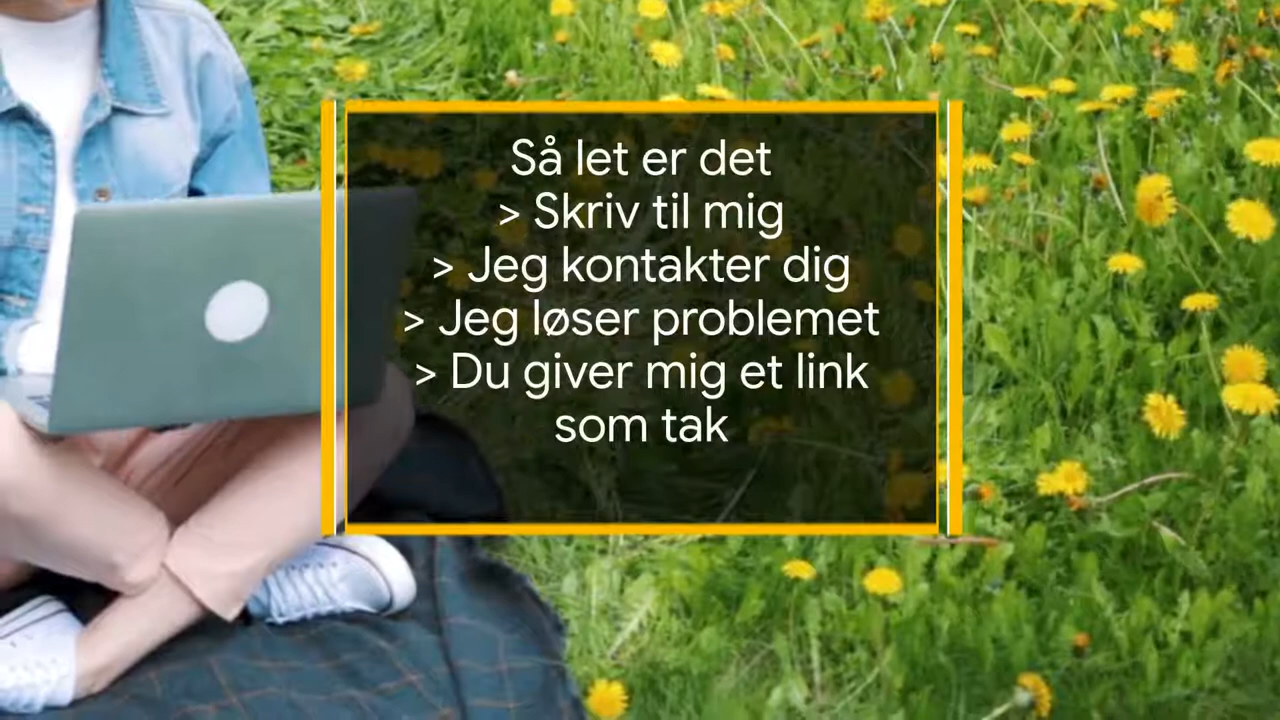 Så let er det
> Skriv til mig
> Jeg kontakter dig
> Jeg løser problemet
> Du giver mig et link
som tak